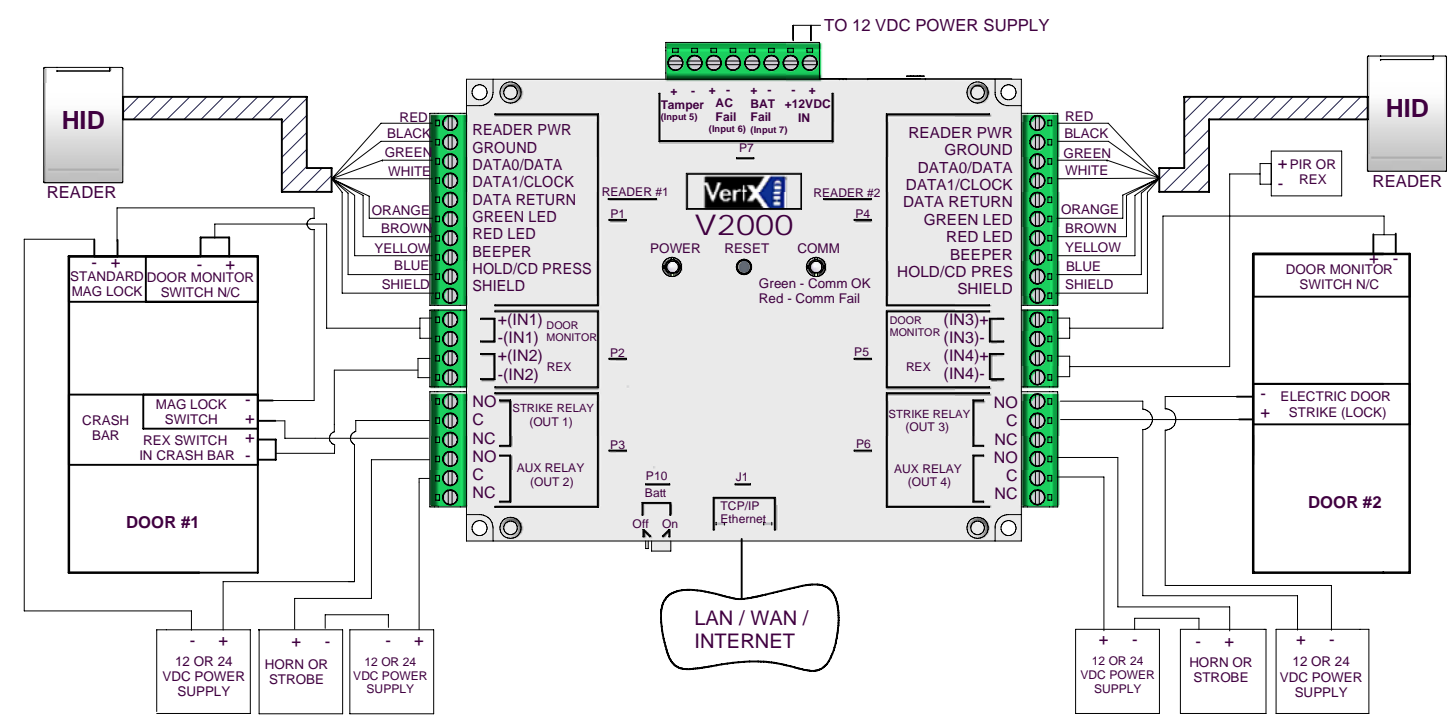 TO 12 VDC POWER SUPPLY
+ - + - + - - +
Tamper AC BAT +12VDC
(Input 5) Fail Fail IN
(Input 6) (Input 7)
P7
HID
READER
RED
BLACK
GREEN
WHITE
ORANGE
BROWN
YELLOW
BLUE
SHIELD
READER PWR
GROUND
DATA0/DATA
DATA1/CLOCK
DATA RETURN
GREEN LED
RED LED
BEEPER
HOLD/CD PRESS
SHIELD
READER #1
P1
VertX
V2000
POWER RESET COMM
Green - Comm OK
Red - Comm Fail
READER #2
P4
READER PWR
GROUND
DATA0/DATA
DATA1/CLOCK
DATA RETURN
GREEN LED
RED LED
BEEPER
HOLD/CD PRES
SHIELD
RED
BLACK
GREEN
WHITE
ORANGE
BROWN
YELLOW
BLUE
SHIELD
HID
READER
+ PIR OR
- REX
- +
STANDARD
MAG LOCK
- +
DOOR MONITOR
SWITCH N/C
CRASH
BAR
MAG LOCK -
SWITCH +
REX SWITCH +
IN CRASH BAR -
DOOR #1
+(IN1)
-(IN1)
DOOR
MONITOR
+(IN2)
-(IN2)
REX
P2
NO
C
NC
STRIKE RELAY
(OUT 1)
NO
C
NC
AUX RELAY
(OUT 2)
P3
P10
Batt
Off On
J1
TCP/IP
Ethernet
DOOR
MONITOR
(IN3)+
(IN3)-
REX
(IN4)+
(IN4)-
P5
STRIKE RELAY
(OUT 3)
NO
C
NC
AUX RELAY
(OUT 4)
NO
C
NC
P6
+ -
DOOR MONITOR
SWITCH N/C
- ELECTRIC DOOR
+ STRIKE (LOCK)
DOOR #2
LAN / WAN /
INTERNET
- +
12 OR 24
VDC POWER
SUPPLY
+ -
HORN OR
STROBE
- +
12 OR 24
VDC POWER
SUPPLY
+ -
12 OR 24
VDC POWER
SUPPLY
- +
HORN OR
STROBE
+ -
12 OR 24
VDC POWER
SUPPLY